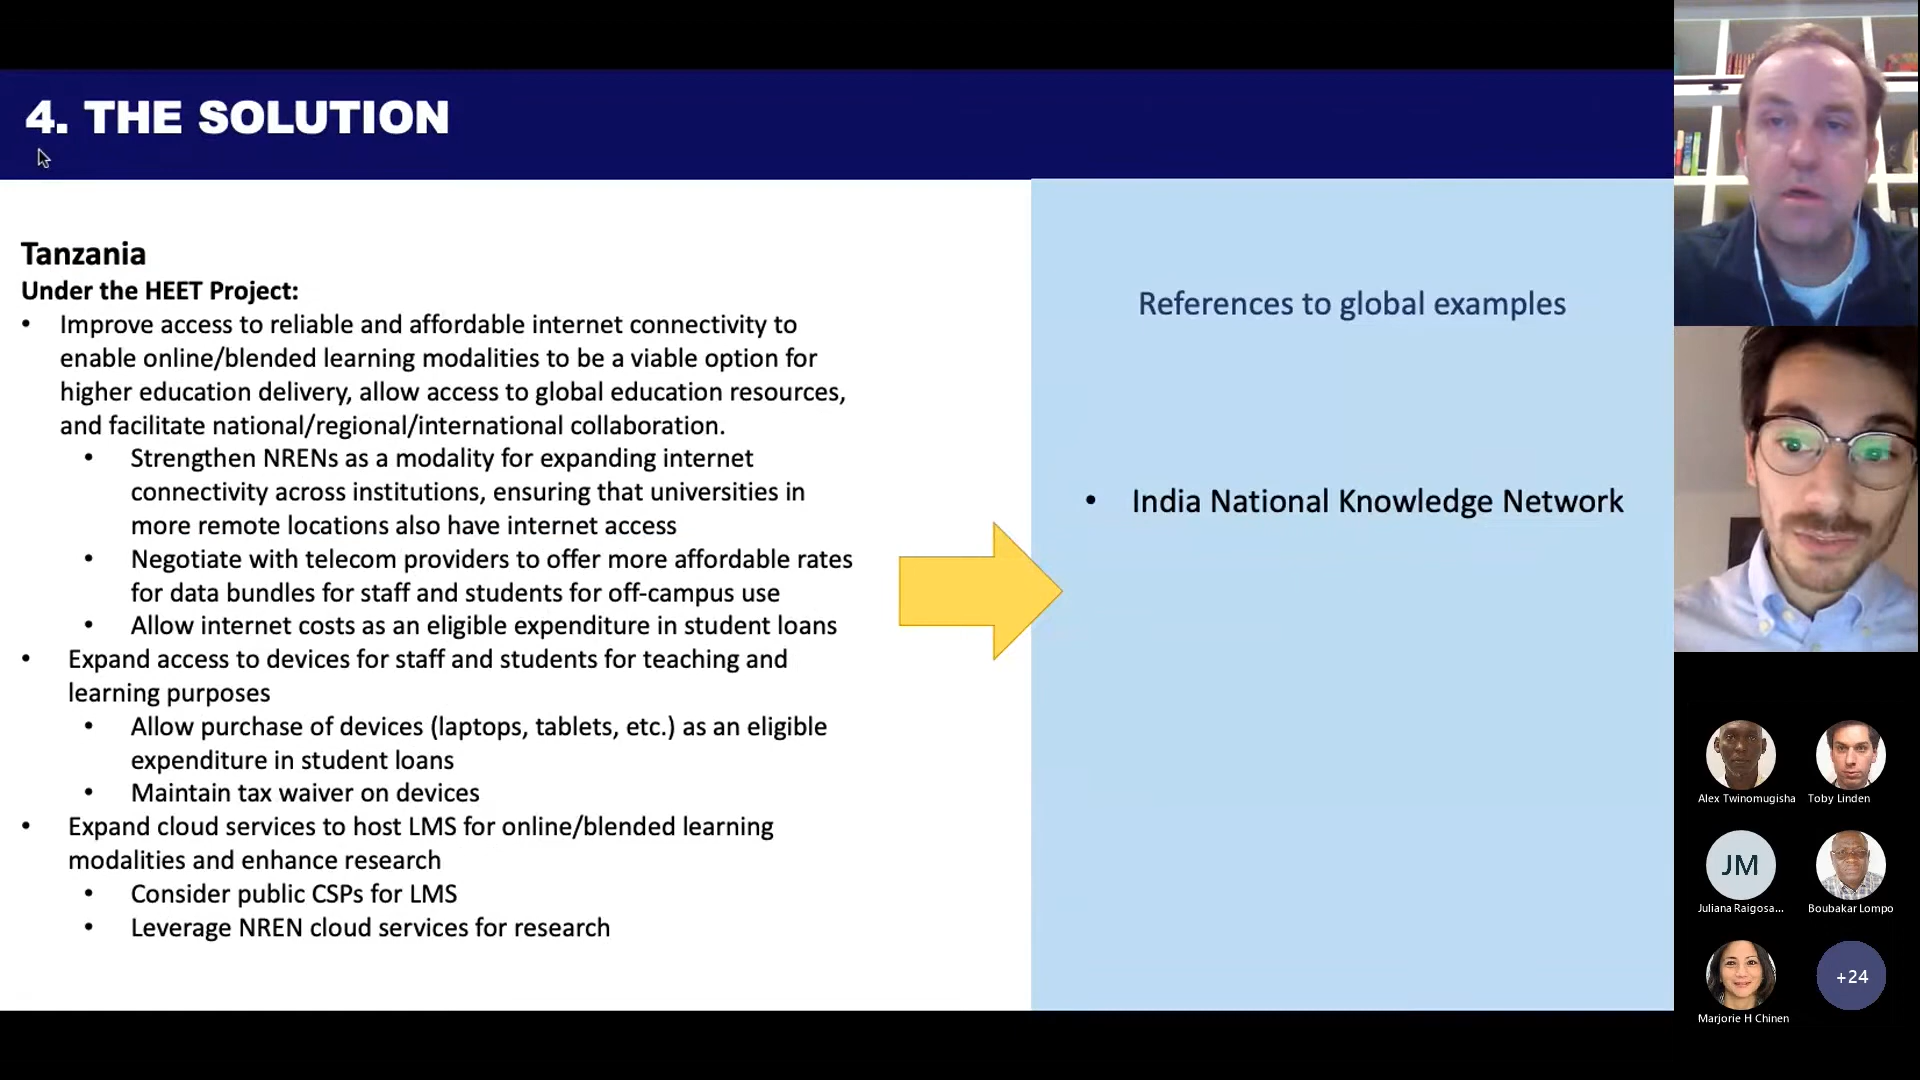 4. THE SOLUTION
Tanzania
Under the HEET Project:
• Improve access to reliable and affordable internet connectivity to
enable online/blended learning modalities to be a viable option for
higher education delivery, allow access to global education resources,
and facilitate national/regional/international collaboration.
• Strengthen NRENs as a modality for expanding internet
connectivity across institutions, ensuring that universities in
more remote locations also have internet access
• Negotiate with telecom providers to offer more affordable rates
for data bundles for staff and students for off-campus use
• Allow internet costs as an eligible expenditure in student loans
• Expand access to devices for staff and students for teaching and
learning purposes
• Allow purchase of devices (laptops, tablets, etc.) as an eligible
expenditure in student loans
• Maintain tax waiver on devices
• Expand cloud services to host LMS for online/blended learning
modalities and enhance research
• Consider public CSPs for LMS
• Leverage NREN cloud services for research
References to global examples
• India National Knowledge Network
Alex Twinomugisha
Toby Linden
JM
Juliana Raigosa...
Boubakar Lompo
Marjorie H Chinen
+24